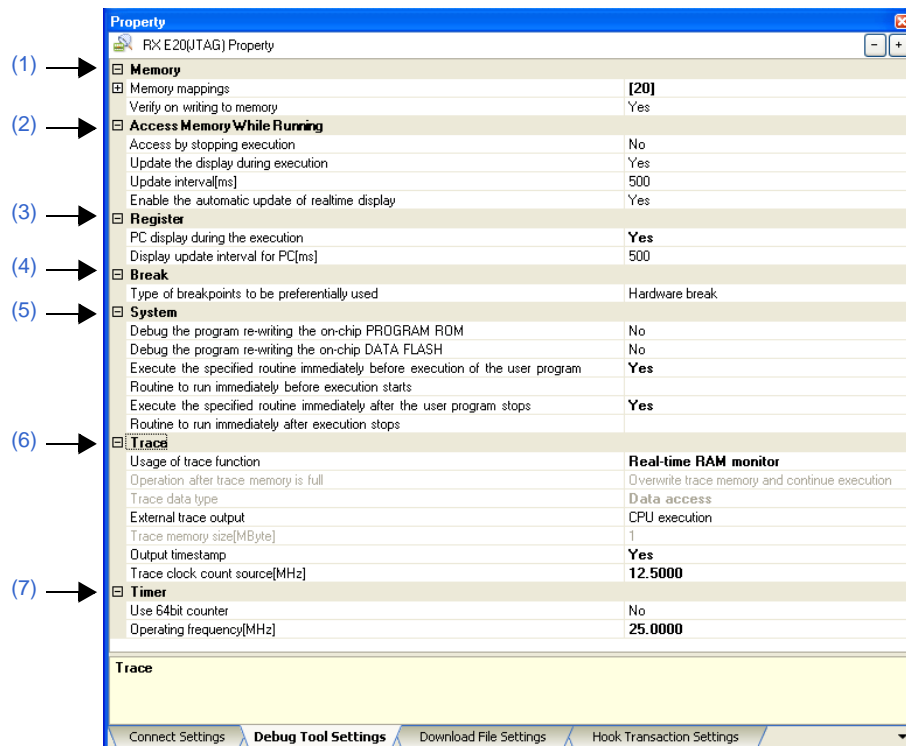 Property
RX E20(JTAG) Property
(1)
Memory
Memory mappings [20]
Verify on writing to memory Yes
(2)
Access Memory While Running
Access by stopping execution No
Update the display during execution Yes
Update interval[ms] 500
Enable the automatic update of realtime display Yes
(3)
Register
PC display during the execution Yes
Display update interval for PC[ms] 500
(4)
Break
Type of breakpoints to be preferentially used Hardware break
(5)
System
Debug the program re-writing the on-chip PROGRAM ROM No
Debug the program re-writing the on-chip DATA FLASH No
Execute the specified routine immediately before execution of the user program Yes
Routine to run immediately before execution starts
Execute the specified routine immediately after the user program stops Yes
Routine to run immediately after execution stops
(6)
Trace
Usage of trace function Real-time RAM monitor
Operation after trace memory is full Overwrite trace memory and continue execution
Trace data type Data access
External trace output CPU execution
Trace memory size[MByte] 1
Output timestamp Yes
Trace clock count source[MHz] 12.5000
(7)
Timer
Use 64bit counter No
Operating frequency[MHz] 25.0000
Trace
Connect Settings Debug Tool Settings Download File Settings Hook Transaction Settings